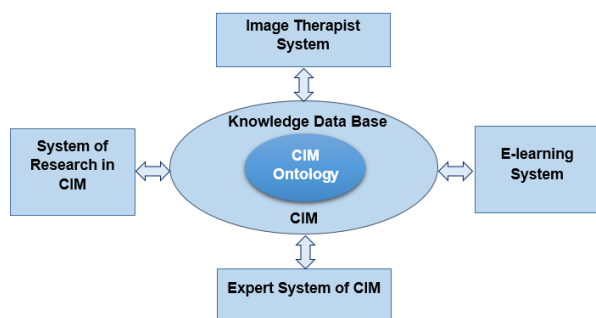 Image Therapist
System
Knowledge Data Base
System of
Research in
CIM
CIM
Ontology
E-learning
System
CIM
Expert System of CIM